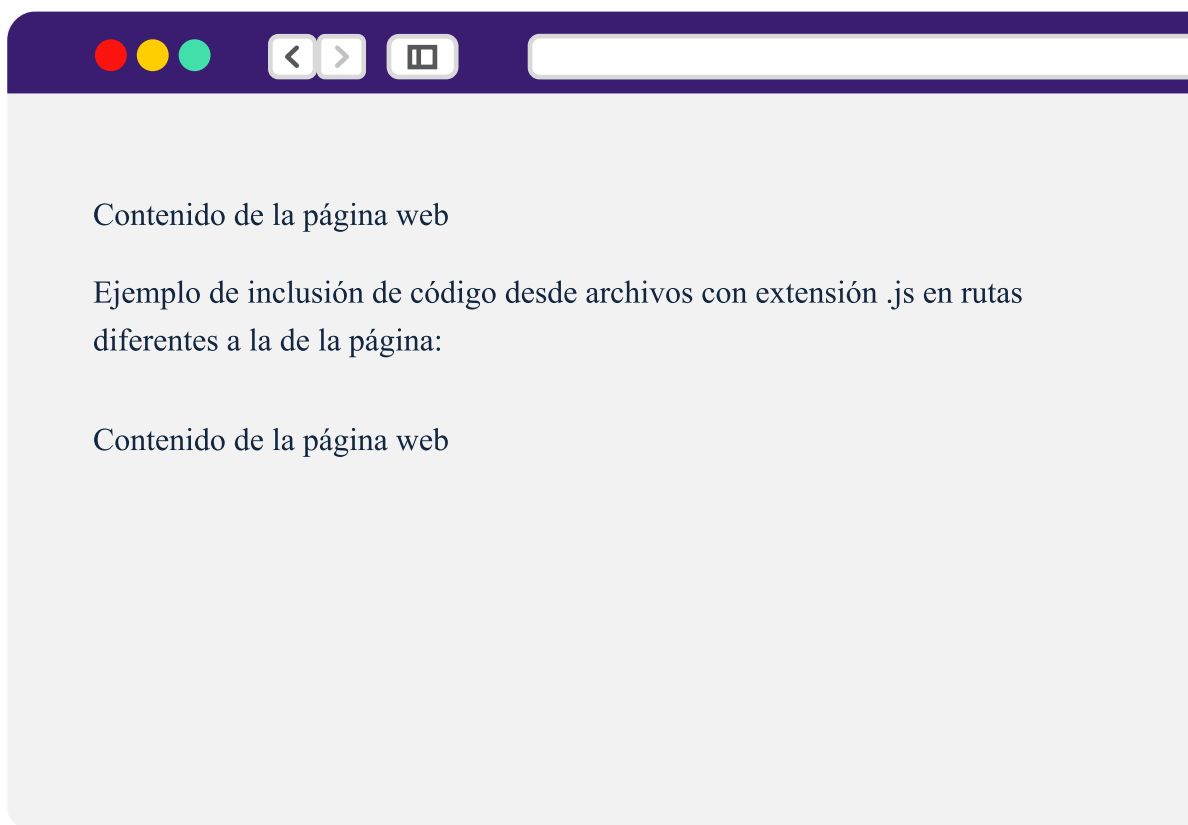 Contenido de la página web
Ejemplo de inclusión de código desde archivos con extensión .js en rutas
diferentes a la de la página:
Contenido de la página web